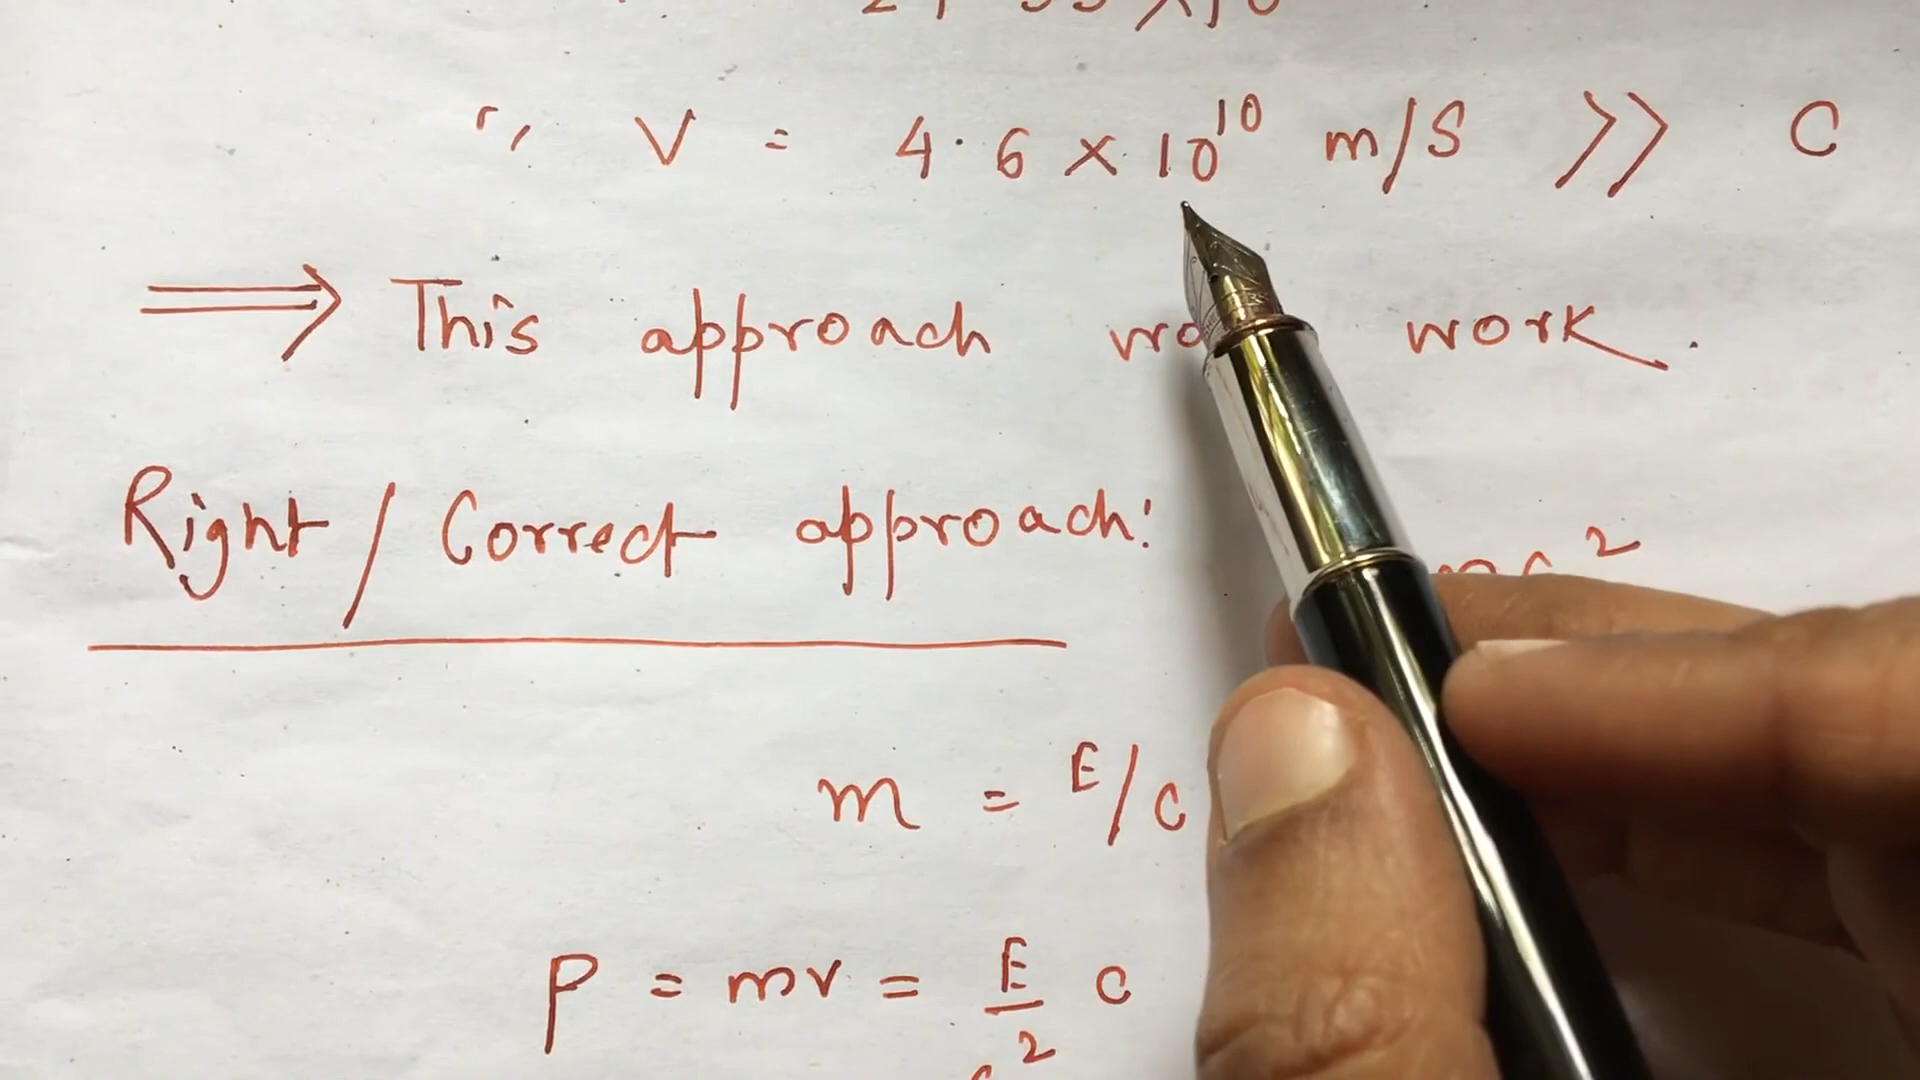 V = 4.6 × 10¹⁰ m/s >> C
⟹ This approach work.
Right / Correct approach:
m = E/c
p = mv = E/c² c